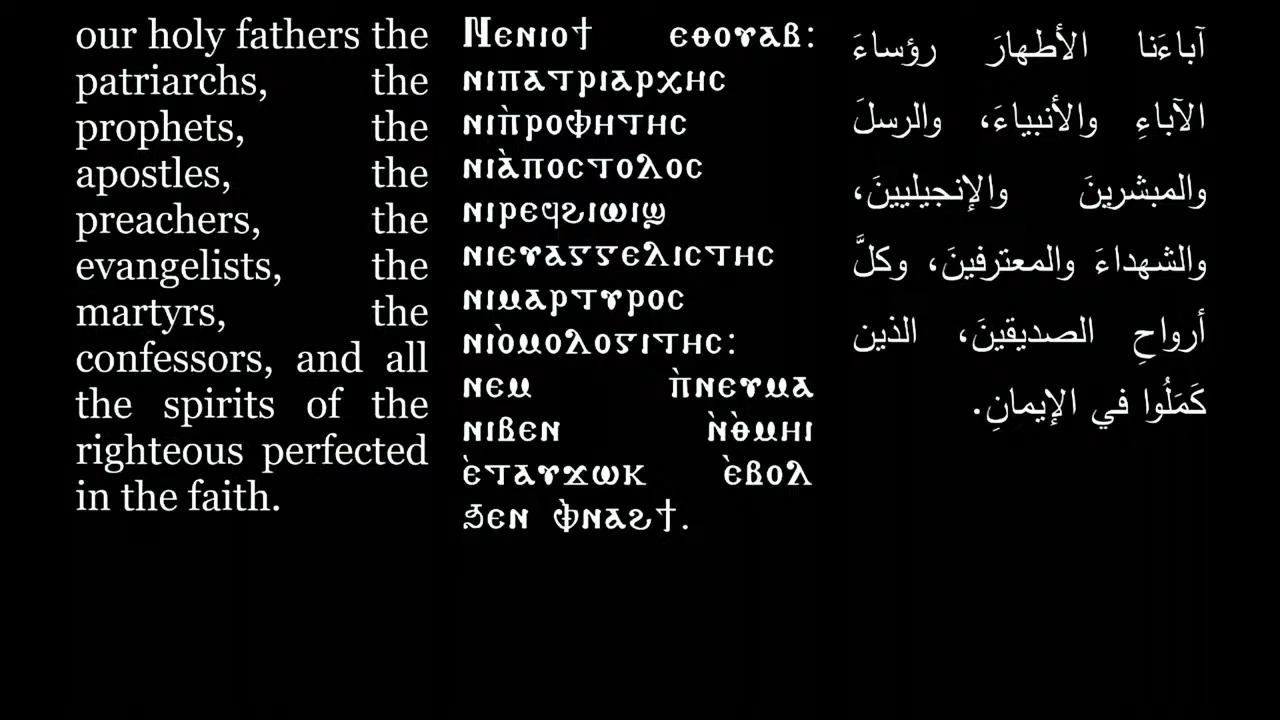 our holy fathers the
patriarchs, the
prophets, the
apostles, the
preachers, the
evangelists, the
martyrs, the
confessors, and all
the spirits of the
righteous perfected
in the faith.
Ⲛⲉⲛⲓⲟϯ ⲉⲑⲟⲩⲁⲃ:
ⲛⲓⲡⲁⲧⲣⲓⲁⲣⲭⲏⲥ
ⲛⲓⲡ̀ⲣⲟⲫⲏⲧⲏⲥ
ⲛⲓⲁ̀ⲡⲟⲥⲧⲟⲗⲟⲥ
ⲛⲓⲣⲉϥϩⲓⲱⲓϣ
ⲛⲓⲉⲩⲁⲅⲅⲉⲗⲓⲥⲧⲏⲥ
ⲛⲓⲙⲁⲣⲧⲩⲣⲟⲥ
ⲛⲓⲟ̀ⲙⲟⲗⲟⲅⲓⲧⲏⲥ:
ⲛⲉⲙ ⲡ̀ⲛⲉⲩⲙⲁ
ⲛⲓⲃⲉⲛ ⲛ̀ⲑ̀ⲙⲏⲓ
ⲉ̀ⲧⲁⲩϫⲱⲕ ⲉ̀ⲃⲟⲗ
ϧⲉⲛ ⲫ̀ⲛⲁϩϯ.
آباءَنا الأطهارَ رؤساءَ
الآباءِ والأنبياءَ، والرسلَ
والمبشرينَ والإنجيليينَ،
والشهداءَ والمعترفينَ، وكلَّ
أرواحِ الصديقينَ، الذين
كَمَلُوا في الإيمانِ.